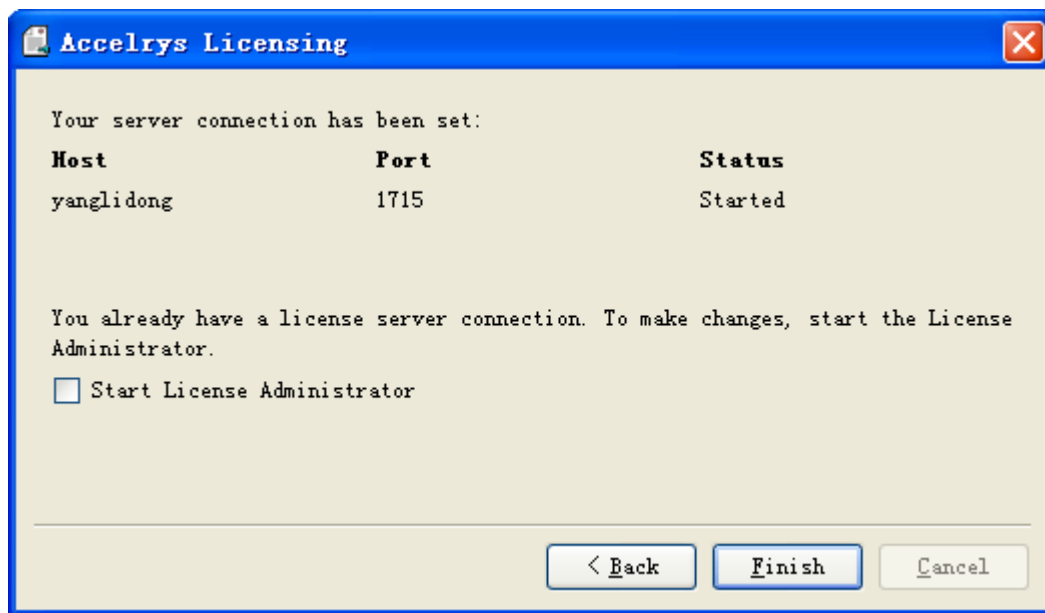 Accelrys Licensing
Your server connection has been set:
Host Port Status
yanglidong 1715 Started
You already have a license server connection. To make changes, start the License
Administrator.
Start License Administrator
< Back Finish Cancel